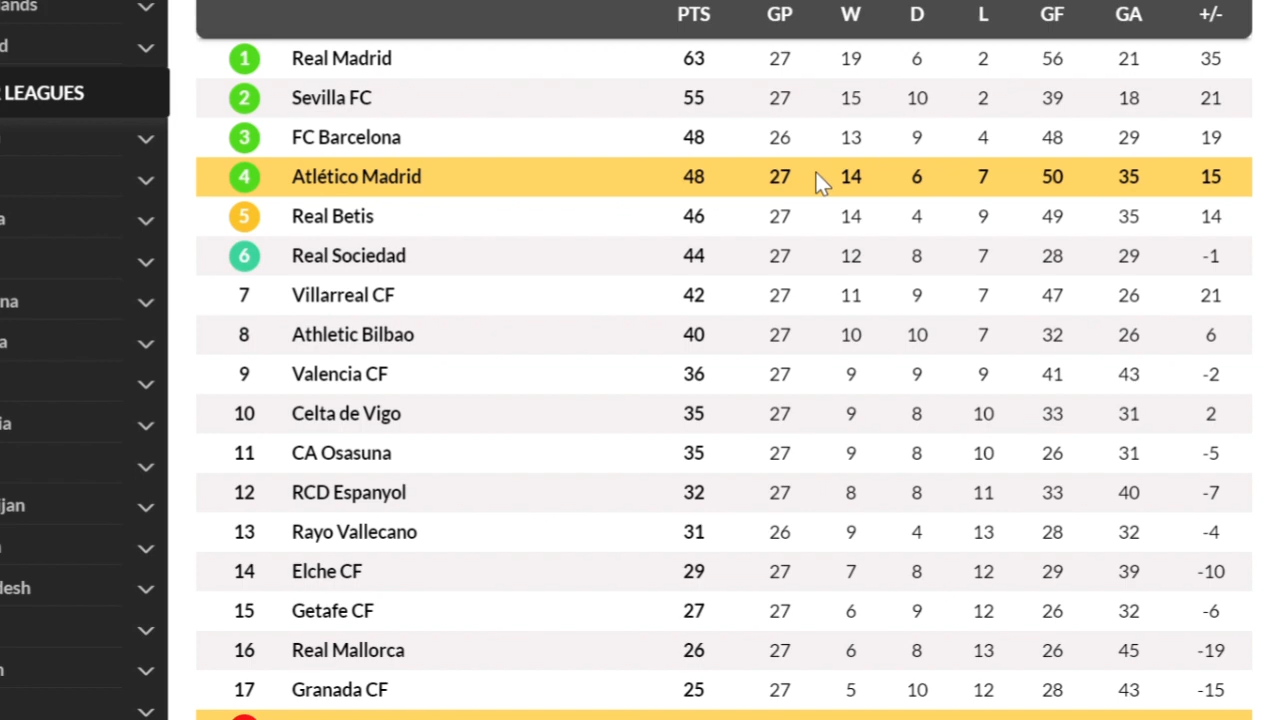 PTS GP W D L GF GA +/-
1 Real Madrid 63 27 19 6 2 56 21 35
2 Sevilla FC 55 27 15 10 2 39 18 21
3 FC Barcelona 48 26 13 9 4 48 29 19
4 Atlético Madrid 48 27 14 6 7 50 35 15
5 Real Betis 46 27 14 4 9 49 35 14
6 Real Sociedad 44 27 12 8 7 28 29 -1
7 Villarreal CF 42 27 11 9 7 47 26 21
8 Athletic Bilbao 40 27 10 10 7 32 26 6
9 Valencia CF 36 27 9 9 9 41 43 -2
10 Celta de Vigo 35 27 9 8 10 33 31 2
11 CA Osasuna 35 27 9 8 10 26 31 -5
12 RCD Espanyol 32 27 8 8 11 33 40 -7
13 Rayo Vallecano 31 26 9 4 13 28 32 -4
14 Elche CF 29 27 7 8 12 29 39 -10
15 Getafe CF 27 27 6 9 12 26 32 -6
16 Real Mallorca 26 27 6 8 13 26 45 -19
17 Granada CF 25 27 5 10 12 28 43 -15
LEAGUES